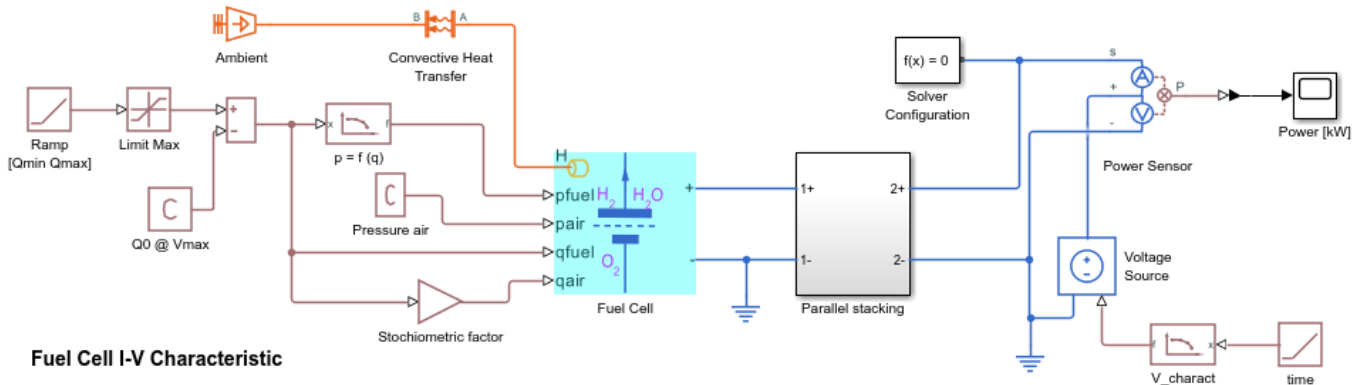 B
A
Ambient
Convective Heat
Transfer
f(x) = 0
Solver
Configuration
s
A
+
P
V
-
Power [kW]
Power Sensor
Ramp
[Qmin Qmax]
Limit Max
+
-
x
f
p = f (q)
C
Q0 @ Vmax
C
Pressure air
H
pfuel
pair
qfuel
qair
H2
H2O
O2
+
-
Fuel Cell
1+
2+
1-
2-
Parallel stacking
Stochiometric factor
+
-
Voltage
Source
f
x
V_charact
time
Fuel Cell I-V Characteristic